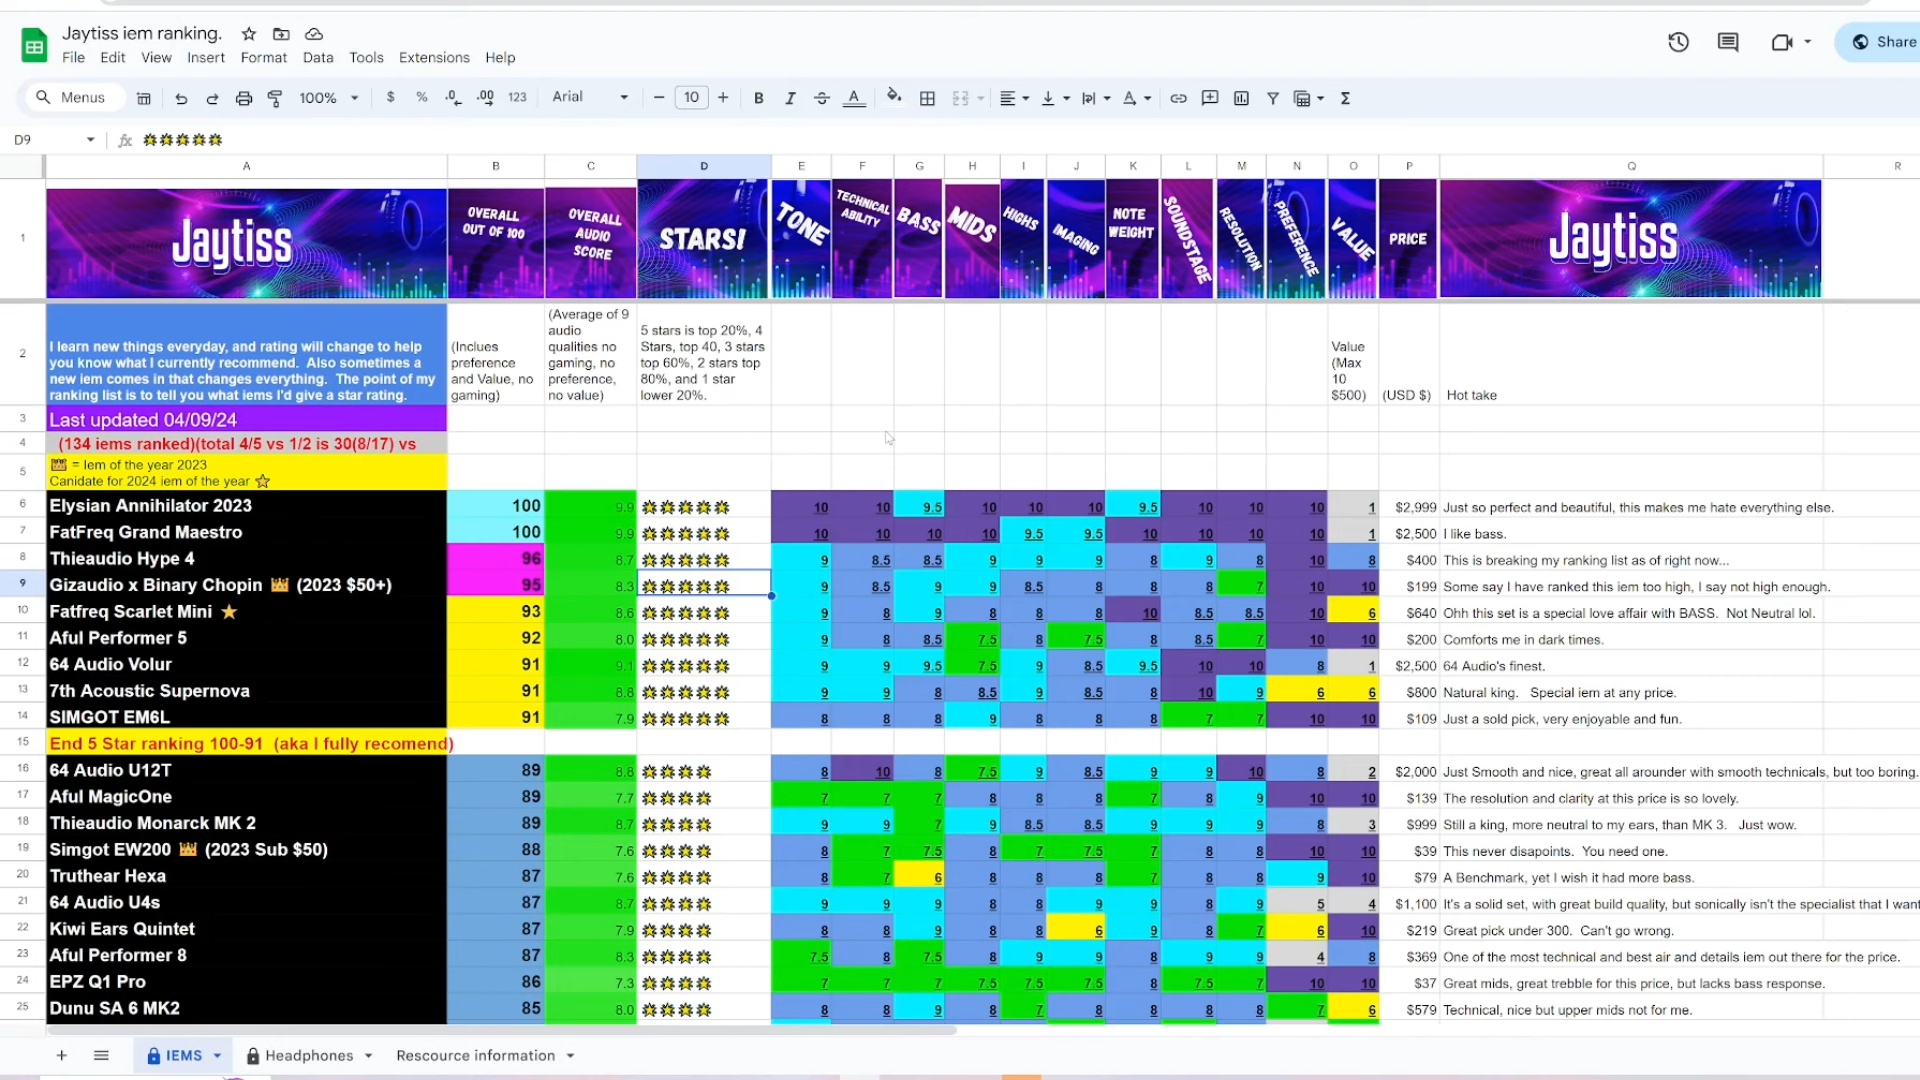 Jaytiss iem ranking.
File Edit View Insert Format Data Tools Extensions Help
Share
Menus 100% $ % .0 .00 123 Arial 10 B I S A
D9 fx 💥💥💥💥💥
A B C D E F G H I J K L M N O P Q R
1 Jaytiss OVERALL OUT OF 100 OVERALL AUDIO SCORE STARS! TONE TECHNICAL ABILITY BASS MIDS HIGHS IMAGING NOTE WEIGHT SOUNDSTAGE RESOLUTION PREFERENCE VALUE PRICE Jaytiss
2
I learn new things everyday, and rating will change to help
you know what I currently recommend. Also sometimes a
new iem comes in that changes everything. The point of my
ranking list is to tell you what iems I'd give a star rating.
(Inclues
preference
and Value, no
gaming)
(Average of 9
audio
qualities no
gaming, no
preference,
no value)
5 stars is top 20%, 4
Stars, top 40, 3 stars
top 60%, 2 stars top
80%, and 1 star
lower 20%.
Value
(Max
10
$500)
(USD $)
Hot take
3 Last updated 04/09/24
4 (134 iems ranked)(total 4/5 vs 1/2 is 30(8/17) vs
5 👑 = Iem of the year 2023
Canidate for 2024 iem of the year ⭐
6 Elysian Annihilator 2023 100 9.9 💥💥💥💥💥 10 10 9.5 10 10 10 9.5 10 10 10 1 $2,999 Just so perfect and beautiful, this makes me hate everything else.
7 FatFreq Grand Maestro 100 9.9 💥💥💥💥💥 10 10 10 10 9.5 9.5 10 10 10 10 1 $2,500 I like bass.
8 Thieaudio Hype 4 96 8.7 💥💥💥💥💥 9 8.5 8.5 9 9 9 8 9 8 10 8 $400 This is breaking my ranking list as of right now...
9 Gizaudio x Binary Chopin 👑 (2023 $50+) 95 8.3 💥💥💥💥💥 9 8.5 9 9 8.5 8 8 8 7 10 10 $199 Some say I have ranked this iem too high, I say not high enough.
10 Fatfreq Scarlet Mini ⭐ 93 8.6 💥💥💥💥💥 9 8 9 8 8 8 10 8.5 8.5 10 6 $640 Ohh this set is a special love affair with BASS. Not Neutral lol.
11 Aful Performer 5 92 8.0 💥💥💥💥💥 9 8 8.5 7.5 8 7.5 8 8.5 7 10 10 $200 Comforts me in dark times.
12 64 Audio Volur 91 9.1 💥💥💥💥💥 9 9 9.5 7.5 9 8.5 9.5 10 10 8 1 $2,500 64 Audio's finest.
13 7th Acoustic Supernova 91 8.8 💥💥💥💥💥 9 9 8 8.5 9 8.5 8 10 9 6 6 $800 Natural king. Special iem at any price.
14 SIMGOT EM6L 91 7.9 💥💥💥💥💥 8 8 8 9 8 8 8 7 7 10 10 $109 Just a sold pick, very enjoyable and fun.
15 End 5 Star ranking 100-91 (aka I fully recomend)
16 64 Audio U12T 89 8.8 💥💥💥💥 8 10 8 7.5 9 8.5 9 9 10 8 2 $2,000 Just Smooth and nice, great all arounder with smooth technicals, but too boring.
17 Aful MagicOne 89 7.7 💥💥💥💥 7 7 7 8 8 8 7 8 9 10 10 $139 The resolution and clarity at this price is so lovely.
18 Thieaudio Monarck MK 2 89 8.7 💥💥💥💥 9 9 7 9 8.5 8.5 9 9 9 8 3 $999 Still a king, more neutral to my ears, than MK 3. Just wow.
19 Simgot EW200 👑 (2023 Sub $50) 88 7.6 💥💥💥💥 8 7 7.5 8 7 7.5 7 8 8 10 10 $39 This never disapoints. You need one.
20 Truthear Hexa 87 7.6 💥💥💥💥 8 7 6 8 8 8 7 8 8 9 10 $79 A Benchmark, yet I wish it had more bass.
21 64 Audio U4s 87 8.7 💥💥💥💥 9 9 9 8 8 9 9 8 9 5 4 $1,100 It's a solid set, with great build quality, but sonically isn't the specialist that I want
22 Kiwi Ears Quintet 87 7.9 💥💥💥💥 8 8 9 8 8 6 9 8 7 6 10 $219 Great pick under 300. Can't go wrong.
23 Aful Performer 8 87 8.3 💥💥💥💥 7.5 8 7.5 8 9 9 8 9 9 4 8 $369 One of the most technical and best air and details iem out there for the price.
24 EPZ Q1 Pro 86 7.3 💥💥💥💥 7 7 7 7.5 7.5 7.5 8 7.5 7 10 10 $37 Great mids, great trebble for this price, but lacks bass response.
25 Dunu SA 6 MK2 85 8.0 💥💥💥💥 8 8 9 8 7 8 8 8 8 7 6 $579 Technical, nice but upper mids not for me.
+ IEMS Headphones Rescource information